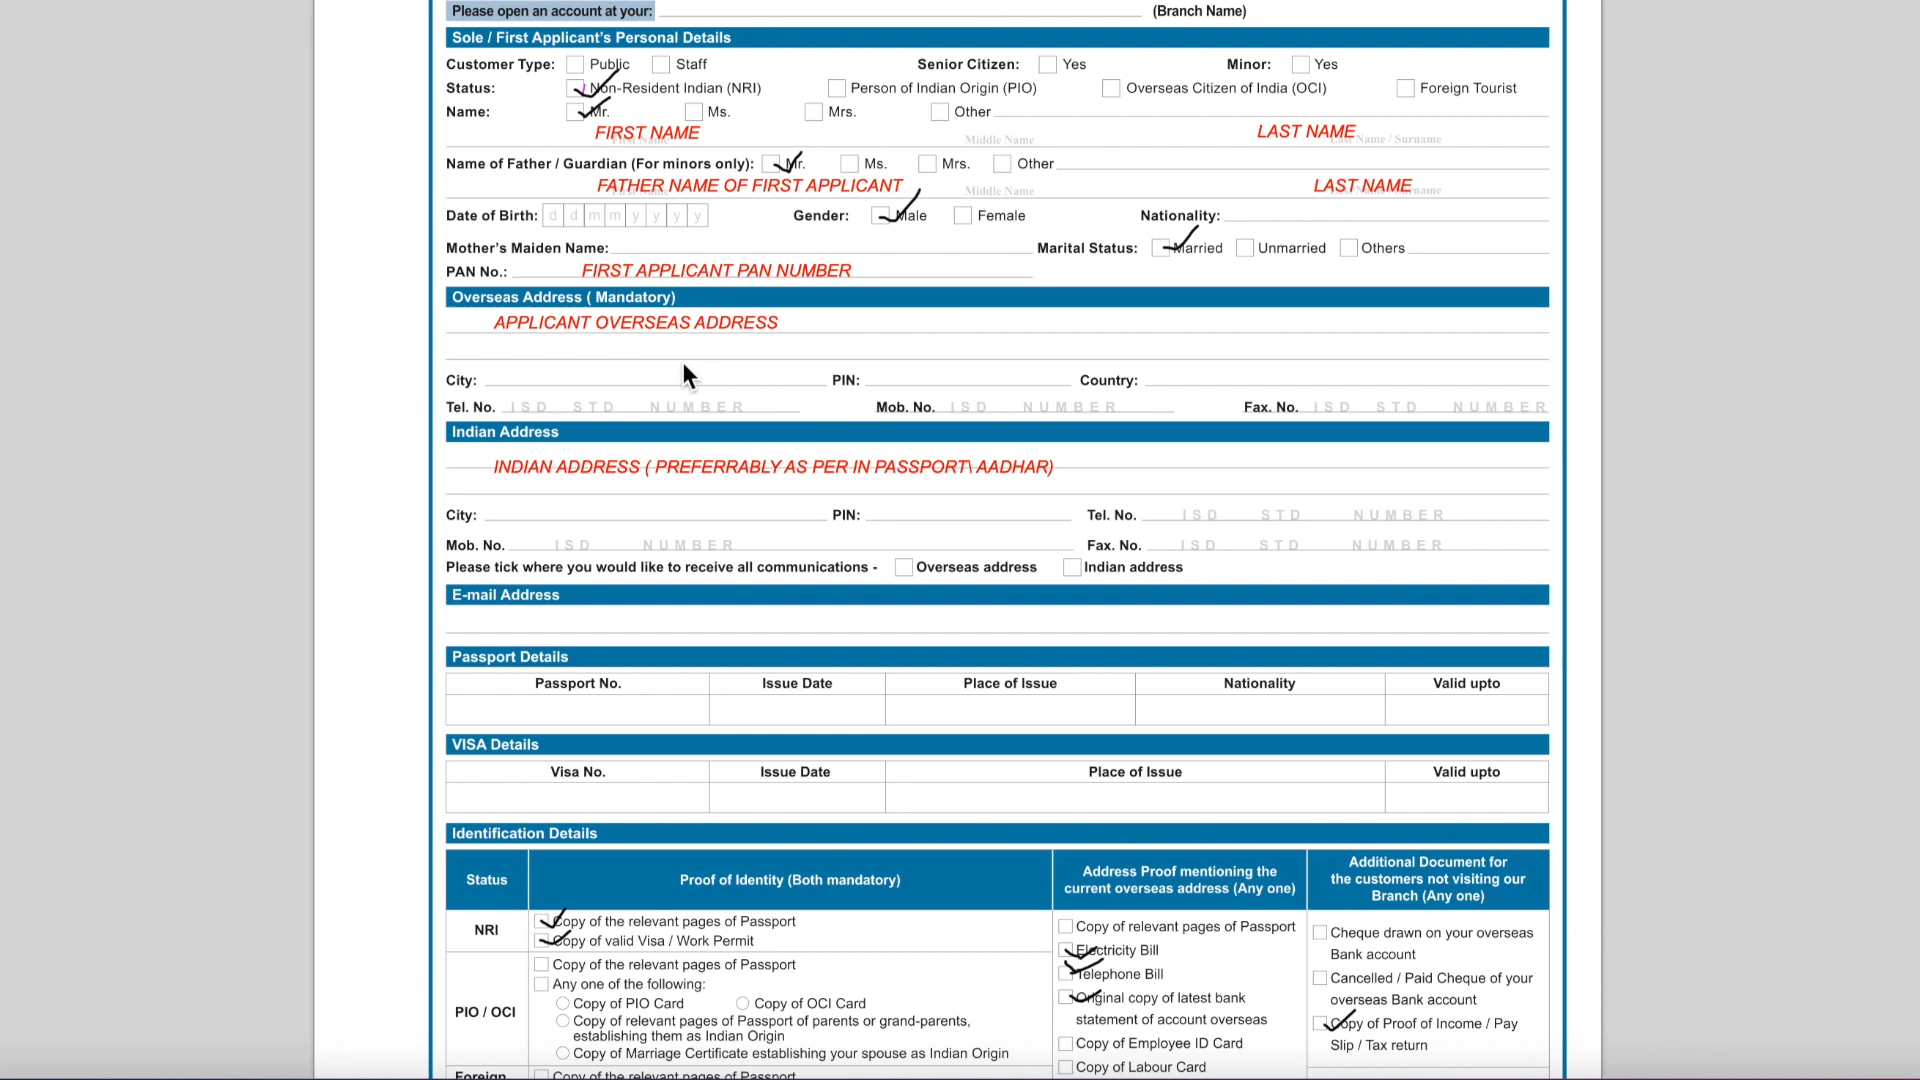 Please open an account at your: (Branch Name)
Sole / First Applicant's Personal Details
Customer Type: Public Staff Senior Citizen: Yes Minor: Yes
Status: Non-Resident Indian (NRI) Person of Indian Origin (PIO) Overseas Citizen of India (OCI) Foreign Tourist
Name: Mr. Ms. Mrs. Other
FIRST NAME LAST NAME
First Name Middle Name Last Name / Surname
Name of Father / Guardian (For minors only): Mr. Ms. Mrs. Other
FATHER NAME OF FIRST APPLICANT LAST NAME
Middle Name
Date of Birth: d d m m y y y y Gender: Male Female Nationality:
Mother's Maiden Name: Marital Status: Married Unmarried Others
PAN No.: FIRST APPLICANT PAN NUMBER
Overseas Address ( Mandatory)
APPLICANT OVERSEAS ADDRESS
City: PIN: Country:
Tel. No. ISD STD NUMBER Mob. No. ISD NUMBER Fax. No. ISD STD NUMBER
Indian Address
INDIAN ADDRESS ( PREFERRABLY AS PER IN PASSPORT\ AADHAR)
City: PIN: Tel. No. ISD STD NUMBER
Mob. No. ISD NUMBER Fax. No. ISD STD NUMBER
Please tick where you would like to receive all communications - Overseas address Indian address
E-mail Address
Passport Details
Passport No. Issue Date Place of Issue Nationality Valid upto
VISA Details
Visa No. Issue Date Place of Issue Valid upto
Identification Details
Status
Proof of Identity (Both mandatory)
Address Proof mentioning the
current overseas address (Any one)
Additional Document for
the customers not visiting our
Branch (Any one)
NRI
Copy of the relevant pages of Passport
Copy of valid Visa / Work Permit
PIO / OCI
Copy of the relevant pages of Passport
Any one of the following:
Copy of PIO Card Copy of OCI Card
Copy of relevant pages of Passport of parents or grand-parents,
establishing them as Indian Origin
Copy of Marriage Certificate establishing your spouse as Indian Origin
Foreign
Copy of the relevant pages of Passport
Copy of relevant pages of Passport
Electricity Bill
Telephone Bill
Original copy of latest bank
statement of account overseas
Copy of Employee ID Card
Copy of Labour Card
Cheque drawn on your overseas
Bank account
Cancelled / Paid Cheque of your
overseas Bank account
Copy of Proof of Income / Pay
Slip / Tax return